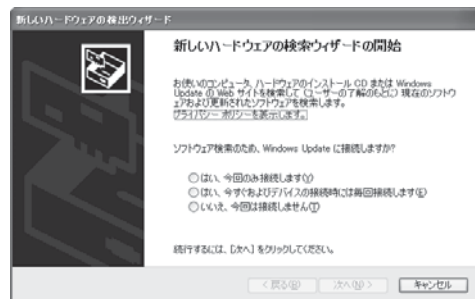 新しいハードウェアの検出ウィザード
新しいハードウェアの検索ウィザードの開始
お使いのコンピュータ、ハードウェアのインストール CD または Windows
Update の Web サイトを検索して (ユーザーの了解のもとに) 現在のソフトウ
ェアおよび更新されたソフトウェアを検索します。
プライバシー ポリシーを表示します。
ソフトウェア検索のため、Windows Update に接続しますか?
はい、今回のみ接続します(Y)
はい、今すぐおよびデバイスの接続時には毎回接続します(E)
いいえ、今回は接続しません(T)
続行するには、[次へ] をクリックしてください。
< 戻る(B) 次へ(N) > キャンセル